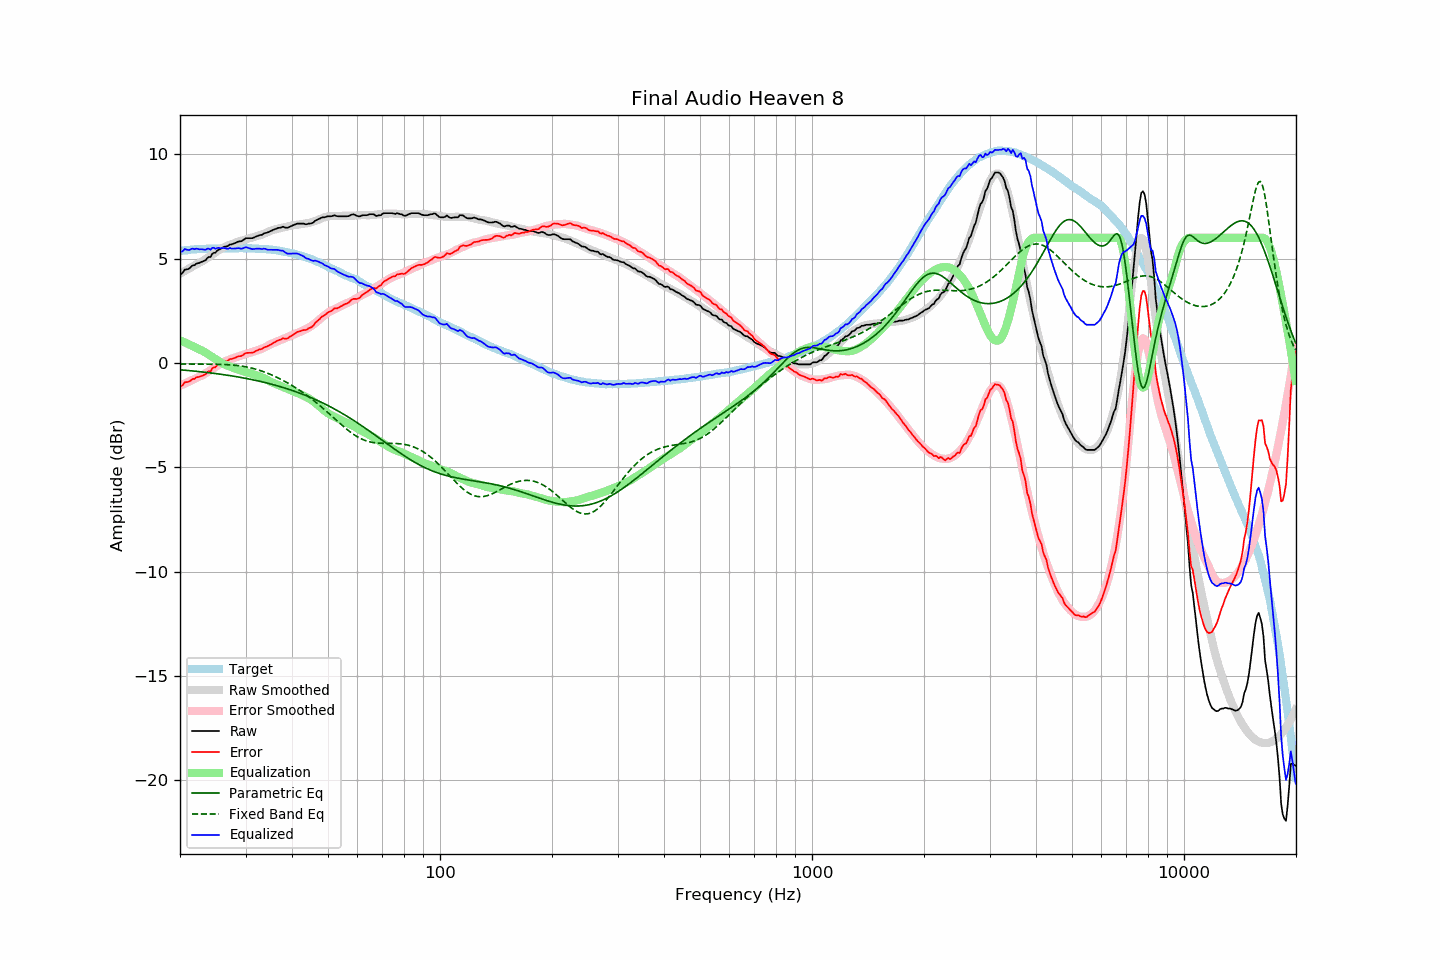 Final Audio Heaven 8
10
5
0
−5
−10
−15
−20
Amplitude (dBr)
Target
Raw Smoothed
Error Smoothed
Raw
Error
Equalization
Parametric Eq
Fixed Band Eq
Equalized
100
1000
10000
Frequency (Hz)